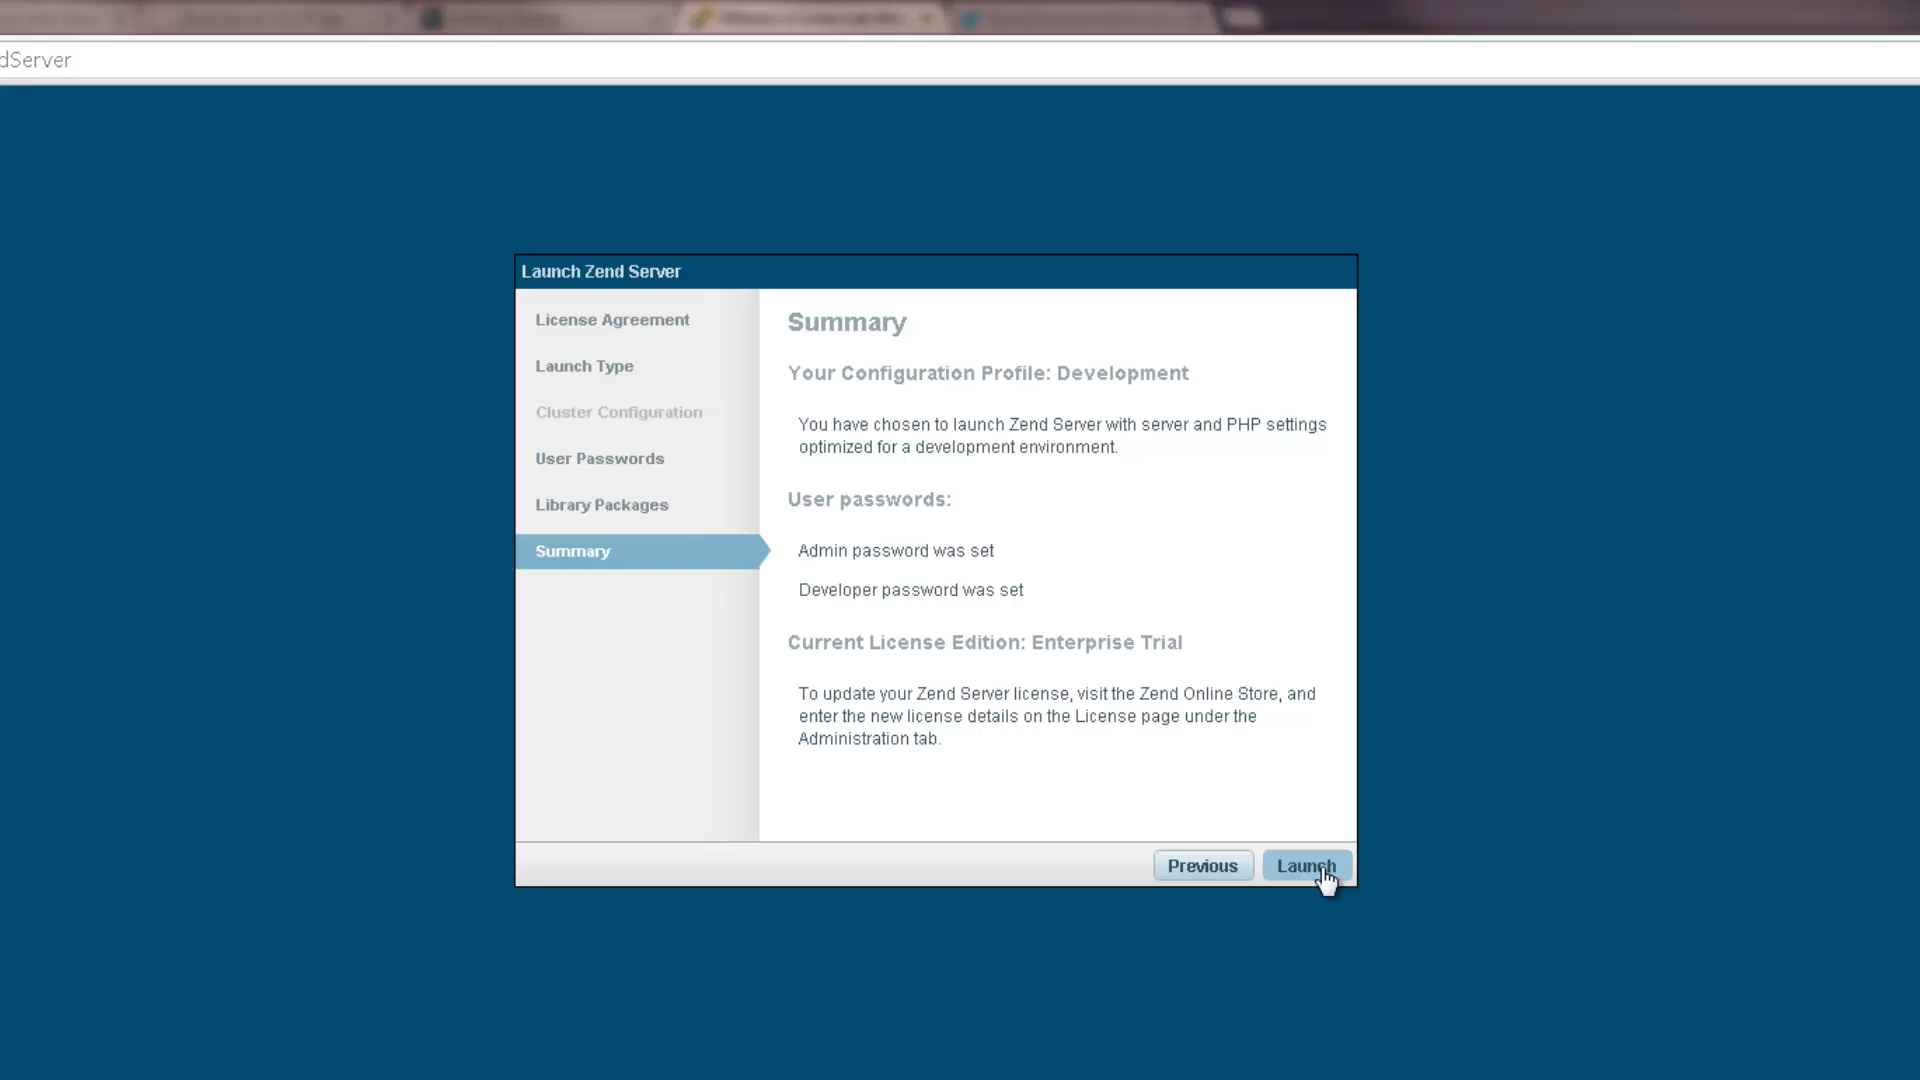 dServer
Launch Zend Server
License Agreement
Launch Type
Cluster Configuration
User Passwords
Library Packages
Summary
Summary
Your Configuration Profile: Development
You have chosen to launch Zend Server with server and PHP settings
optimized for a development environment.
User passwords:
Admin password was set
Developer password was set
Current License Edition: Enterprise Trial
To update your Zend Server license, visit the Zend Online Store, and
enter the new license details on the License page under the
Administration tab.
Previous
Launch